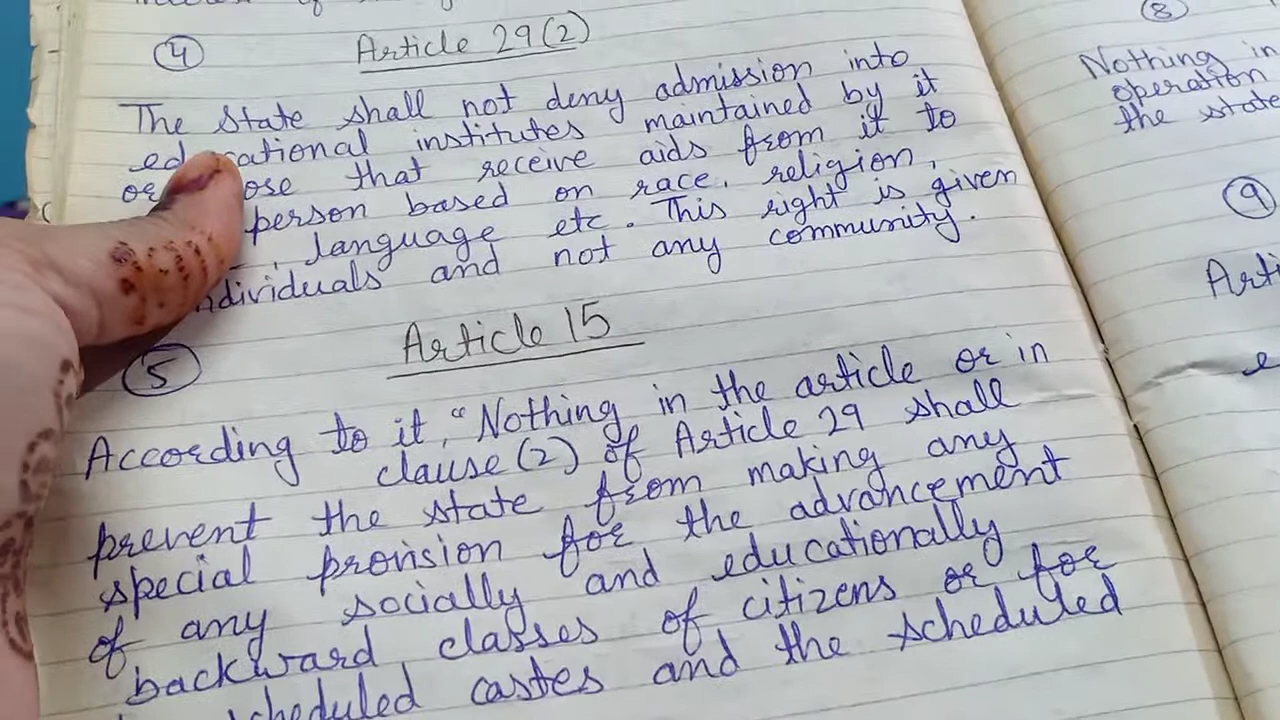 ④
Article 29(2)
The State shall not deny admission into
educational institutes maintained by it
or those that receive aids from it to
person based on race, religion,
, language etc. This right is given
individuals and not any community.
⑤
Article 15
According to it, "Nothing in the article or in
clause (2) of Article 29 shall
prevent the state from making any
special provision for the advancement
of any socially and educationally
backward classes of citizens or for
scheduled castes and the scheduled
⑧
Nothing in
operation
the state
⑨
Arti